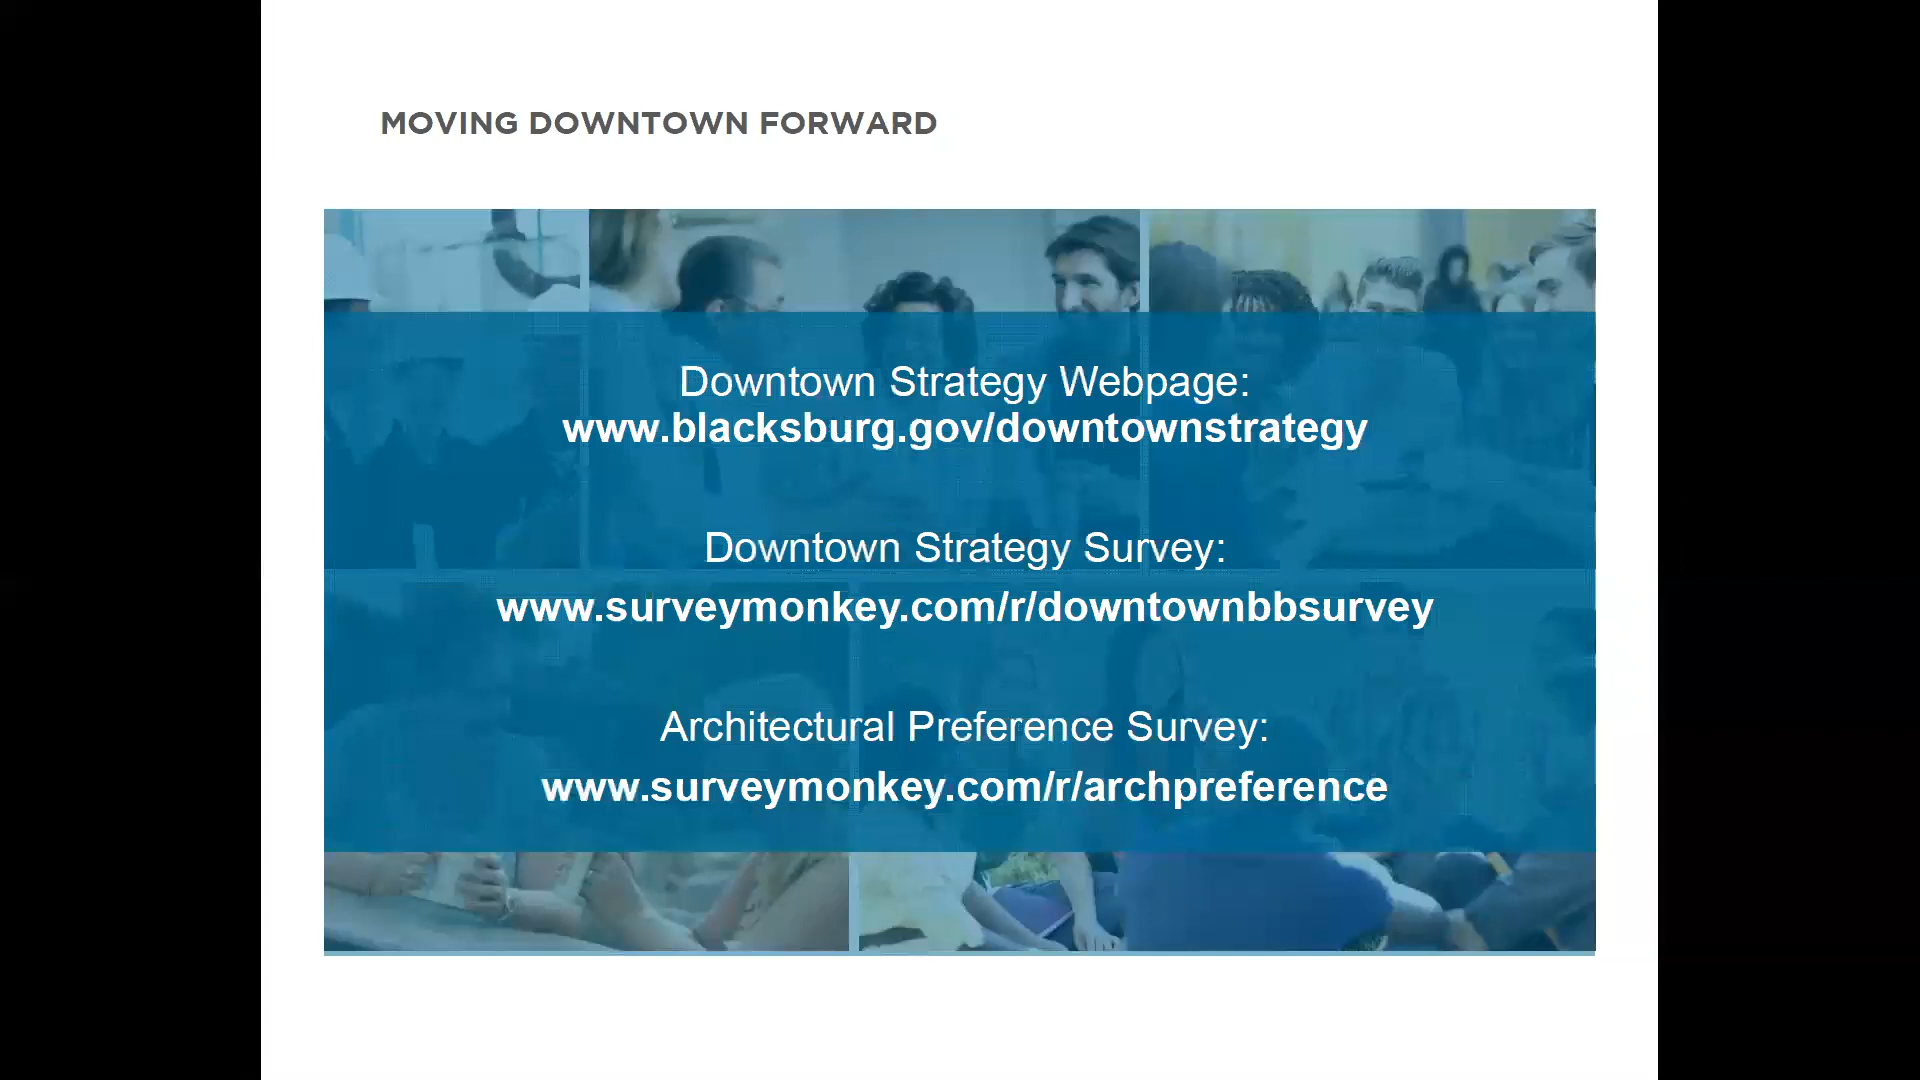 MOVING DOWNTOWN FORWARD
Downtown Strategy Webpage:
www.blacksburg.gov/downtownstrategy
Downtown Strategy Survey:
www.surveymonkey.com/r/downtownbbsurvey
Architectural Preference Survey:
www.surveymonkey.com/r/archpreference